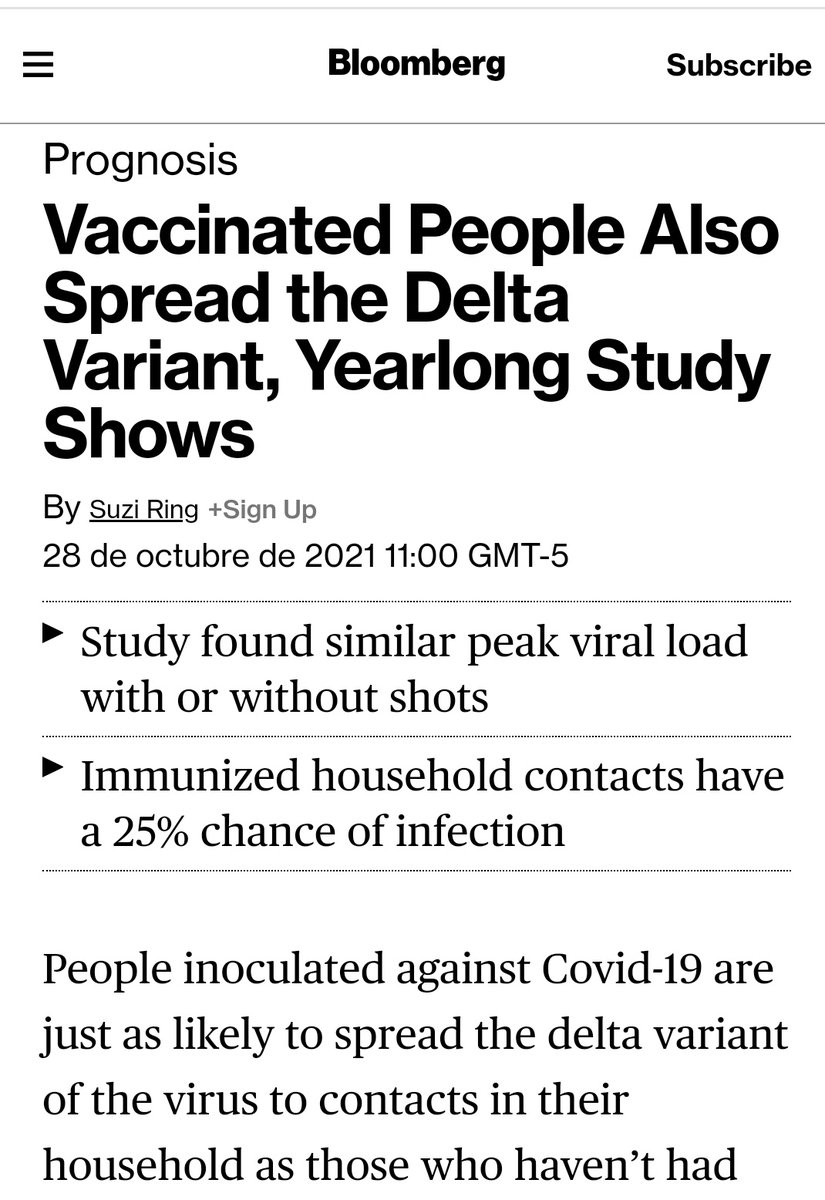 Bloomberg
Subscribe
Prognosis
Vaccinated People Also
Spread the Delta
Variant, Yearlong Study
Shows
By Suzi Ring +Sign Up
28 de octubre de 2021 11:00 GMT-5
Study found similar peak viral load
with or without shots
Immunized household contacts have
a 25% chance of infection
People inoculated against Covid-19 are
just as likely to spread the delta variant
of the virus to contacts in their
household as those who haven’t had